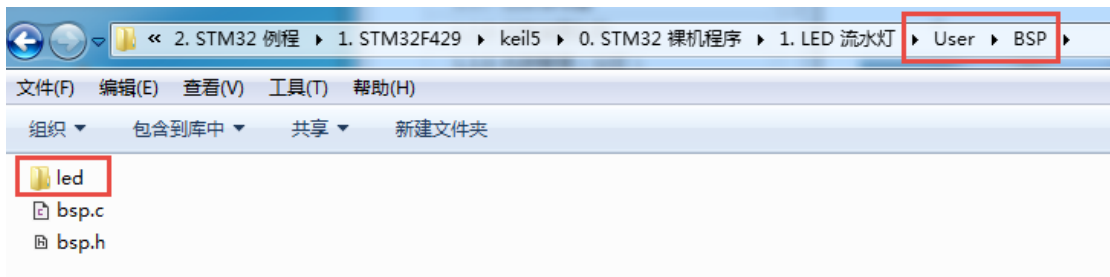 « 2. STM32 例程 ▸ 1. STM32F429 ▸ keil5 ▸ 0. STM32 裸机程序 ▸ 1. LED 流水灯 ▸ User ▸ BSP ▸
文件(F) 编辑(E) 查看(V) 工具(T) 帮助(H)
组织 ▼ 包含到库中 ▼ 共享 ▼ 新建文件夹
led
bsp.c
bsp.h